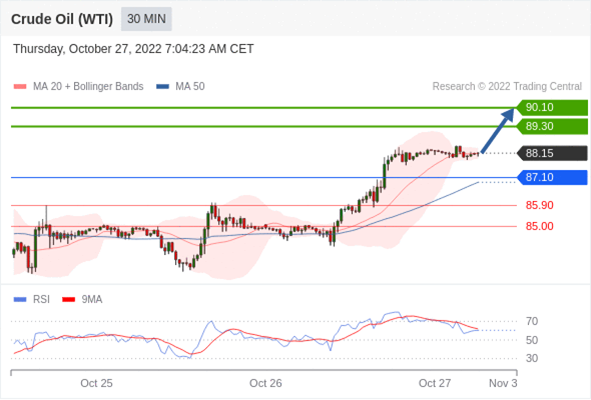 Crude Oil (WTI) 30 MIN
Thursday, October 27, 2022 7:04:23 AM CET
MA 20 + Bollinger Bands MA 50 Research © 2022 Trading Central
90.10
89.30
88.15
87.10
85.90
85.00
RSI 9MA
70
50
30
Oct 25 Oct 26 Oct 27 Nov 3